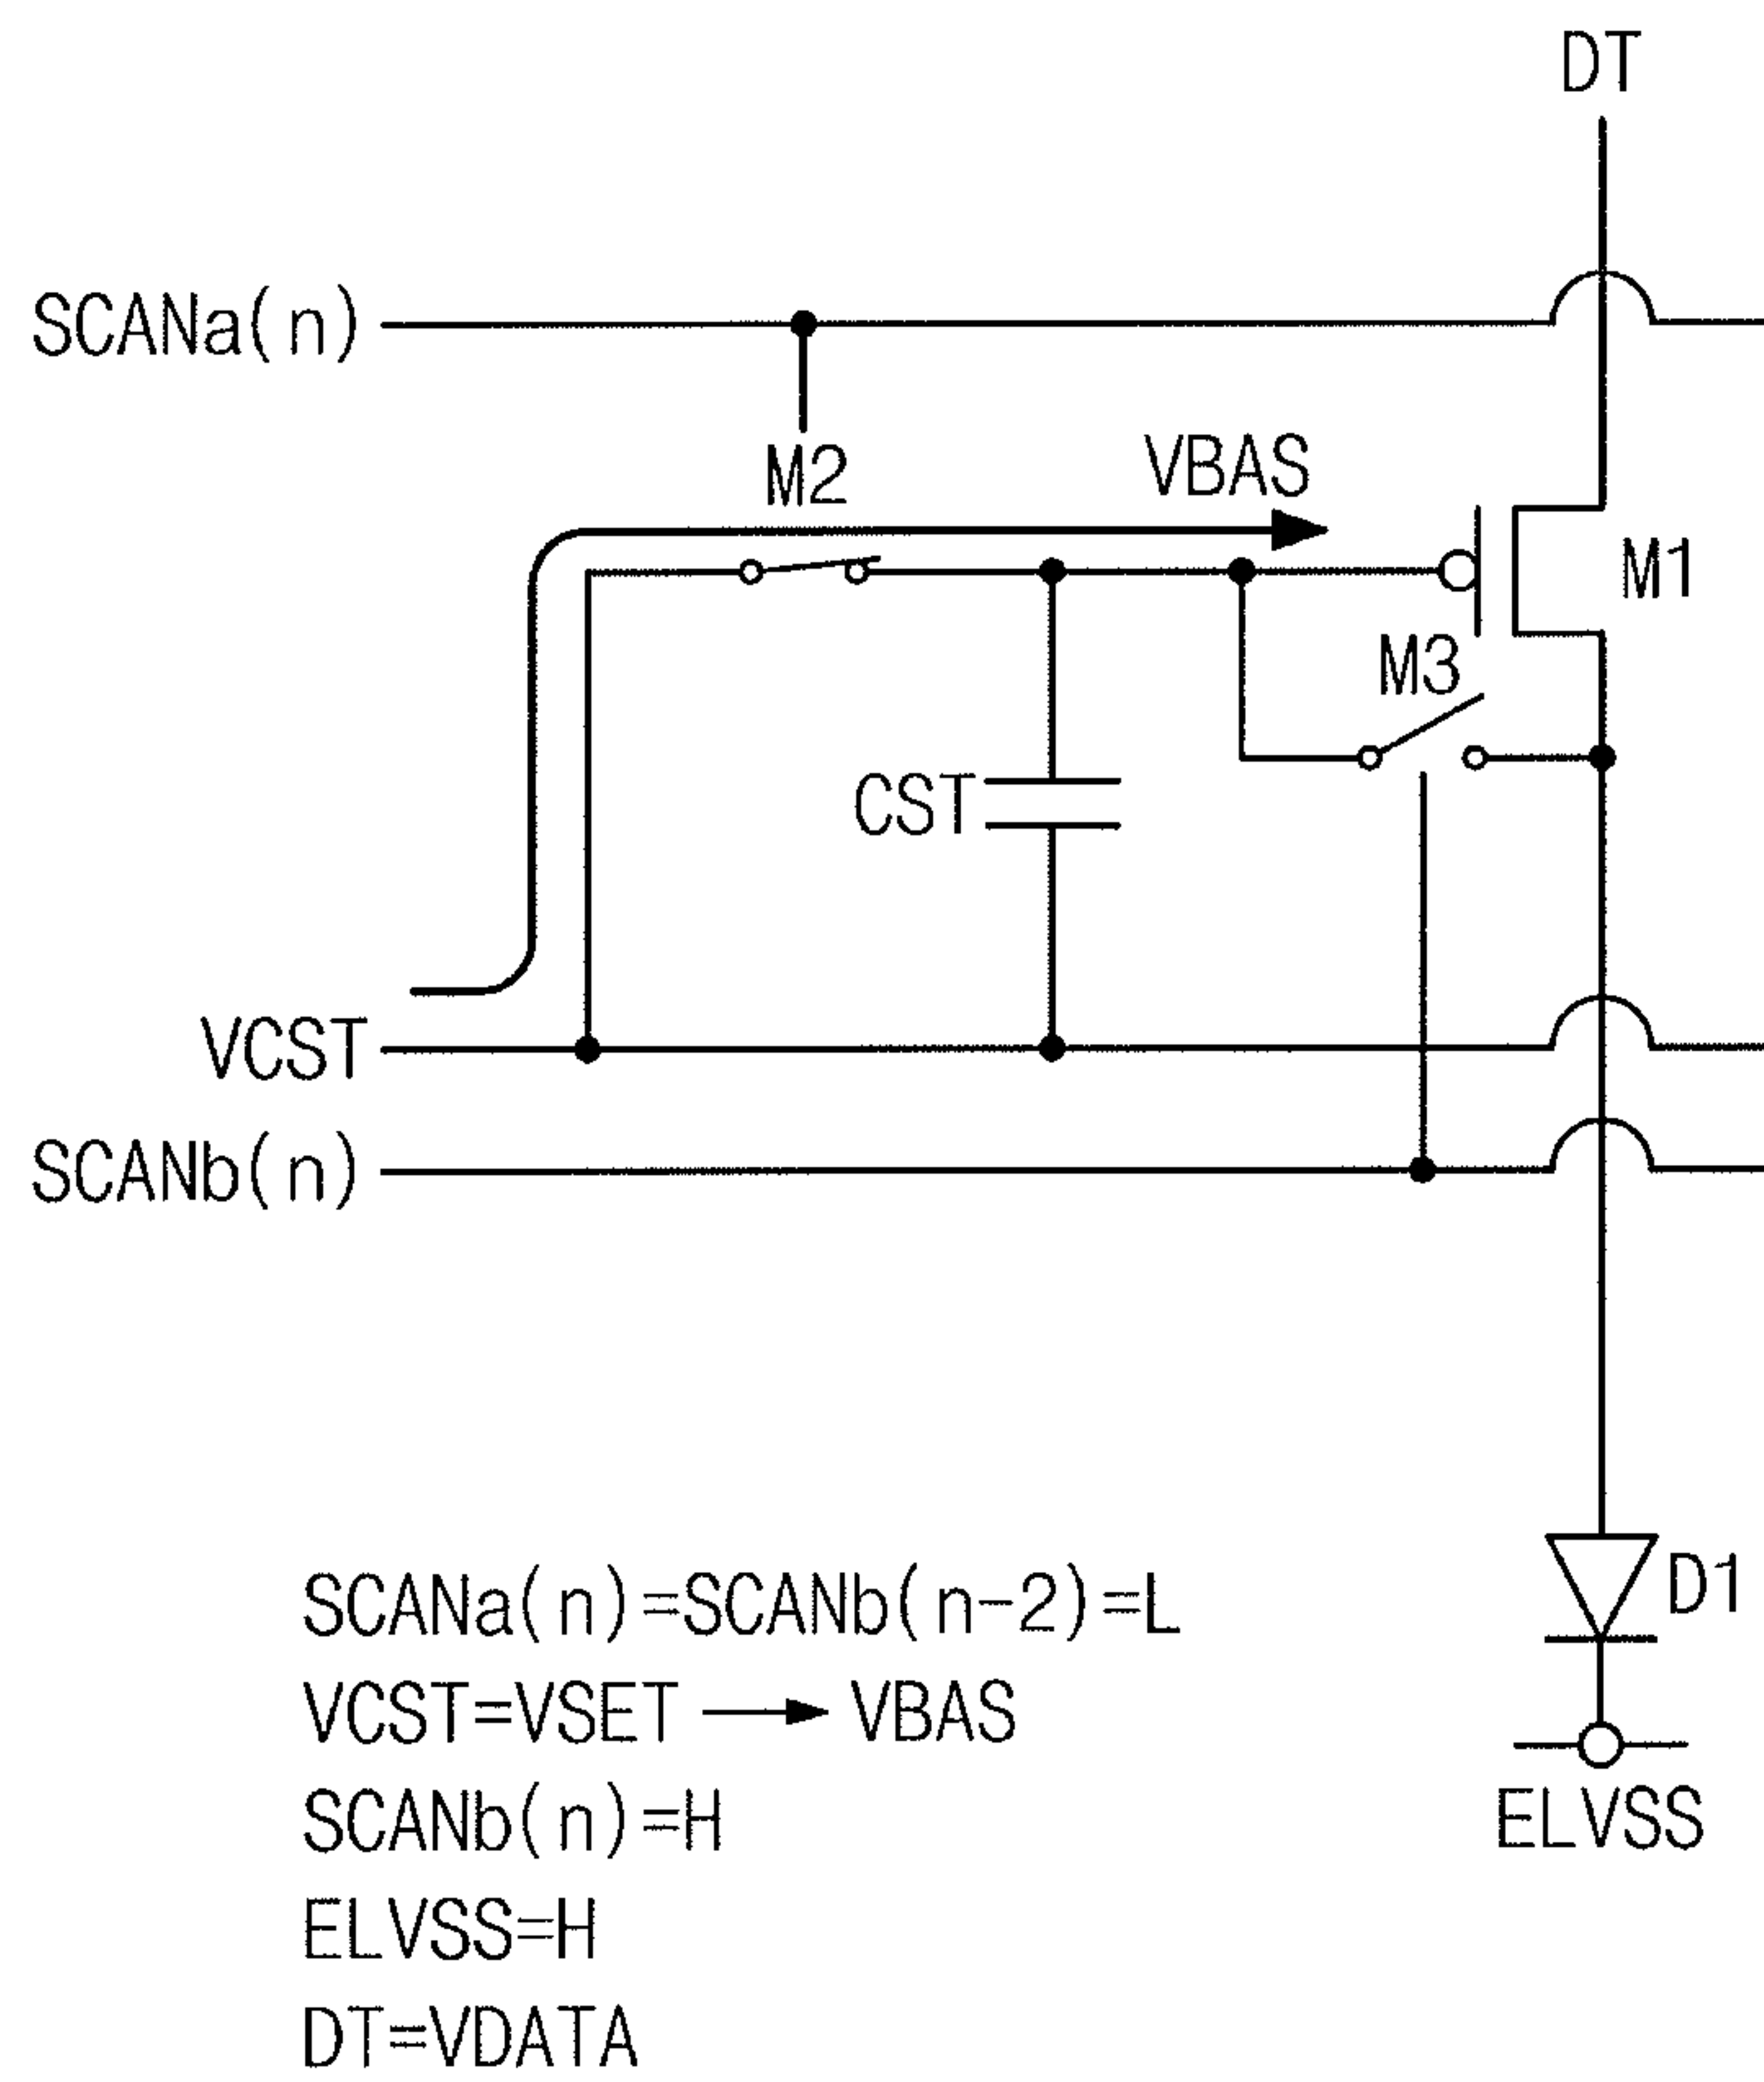 DT
SCANa(n)
M2
VBAS
M1
M3
CST
VCST
SCANb(n)
D1
SCANa(n)=SCANb(n-2)=L
VCST=VSET → VBAS
SCANb(n)=H
ELVSS
ELVSS=H
DT=VDATA